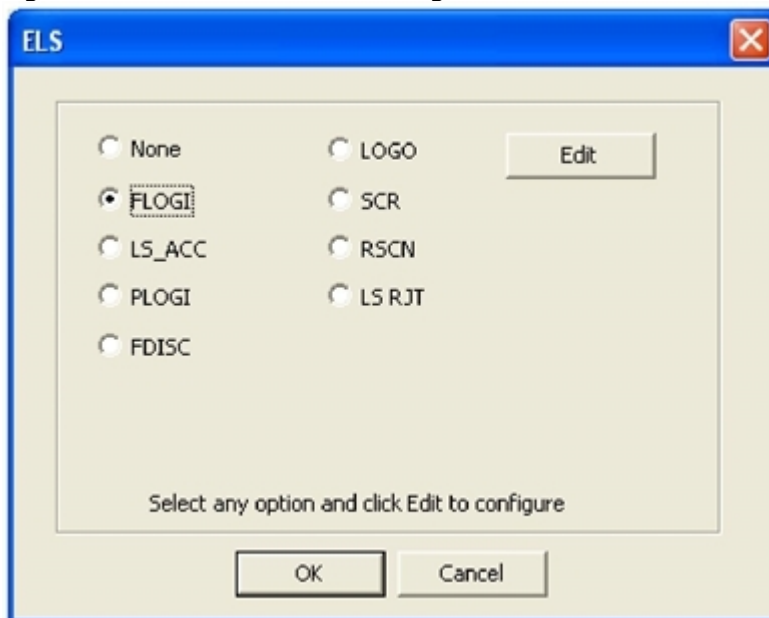 ELS
None
LOGO
Edit
FLOGI
SCR
LS_ACC
RSCN
PLOGI
LS RJT
FDISC
Select any option and click Edit to configure
OK
Cancel